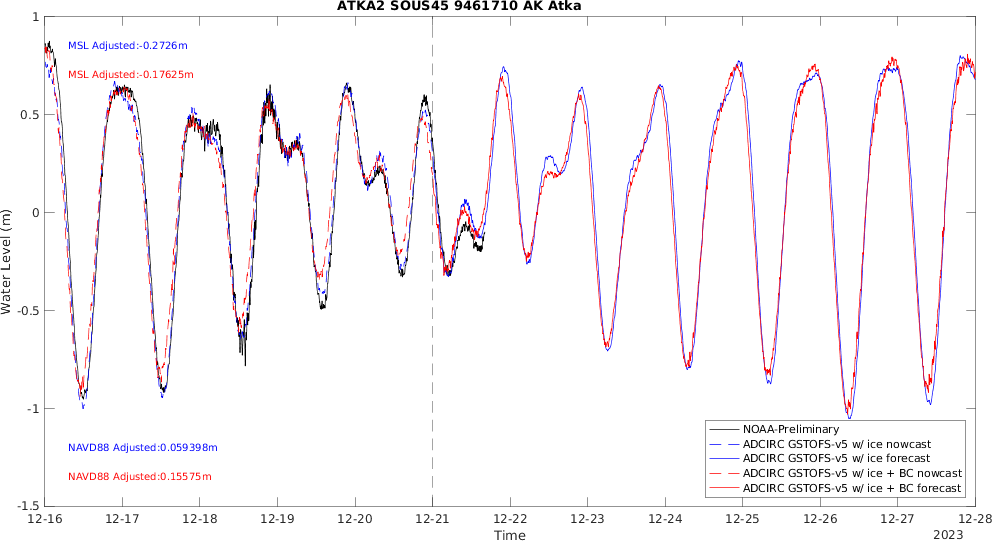 ATKA2 SOUS45 9461710 AK Atka
MSL Adjusted:-0.2726m
MSL Adjusted:-0.17625m
NAVD88 Adjusted:0.059398m
NAVD88 Adjusted:0.15575m
Water Level (m)
1
0.5
0
-0.5
-1
-1.5
NOAA-Preliminary
ADCIRC GSTOFS-v5 w/ ice nowcast
ADCIRC GSTOFS-v5 w/ ice forecast
ADCIRC GSTOFS-v5 w/ ice + BC nowcast
ADCIRC GSTOFS-v5 w/ ice + BC forecast
12-16 12-17 12-18 12-19 12-20 12-21 12-22 12-23 12-24 12-25 12-26 12-27 12-28
Time
2023